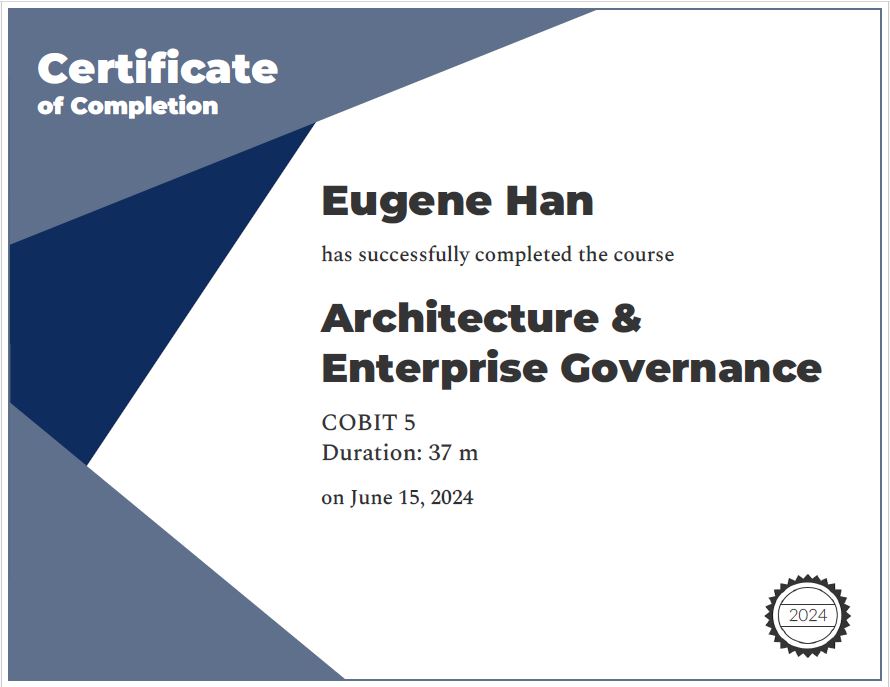 Certificate
of Completion
Eugene Han
has successfully completed the course
Architecture &
Enterprise Governance
COBIT 5
Duration: 37 m
on June 15, 2024
2024